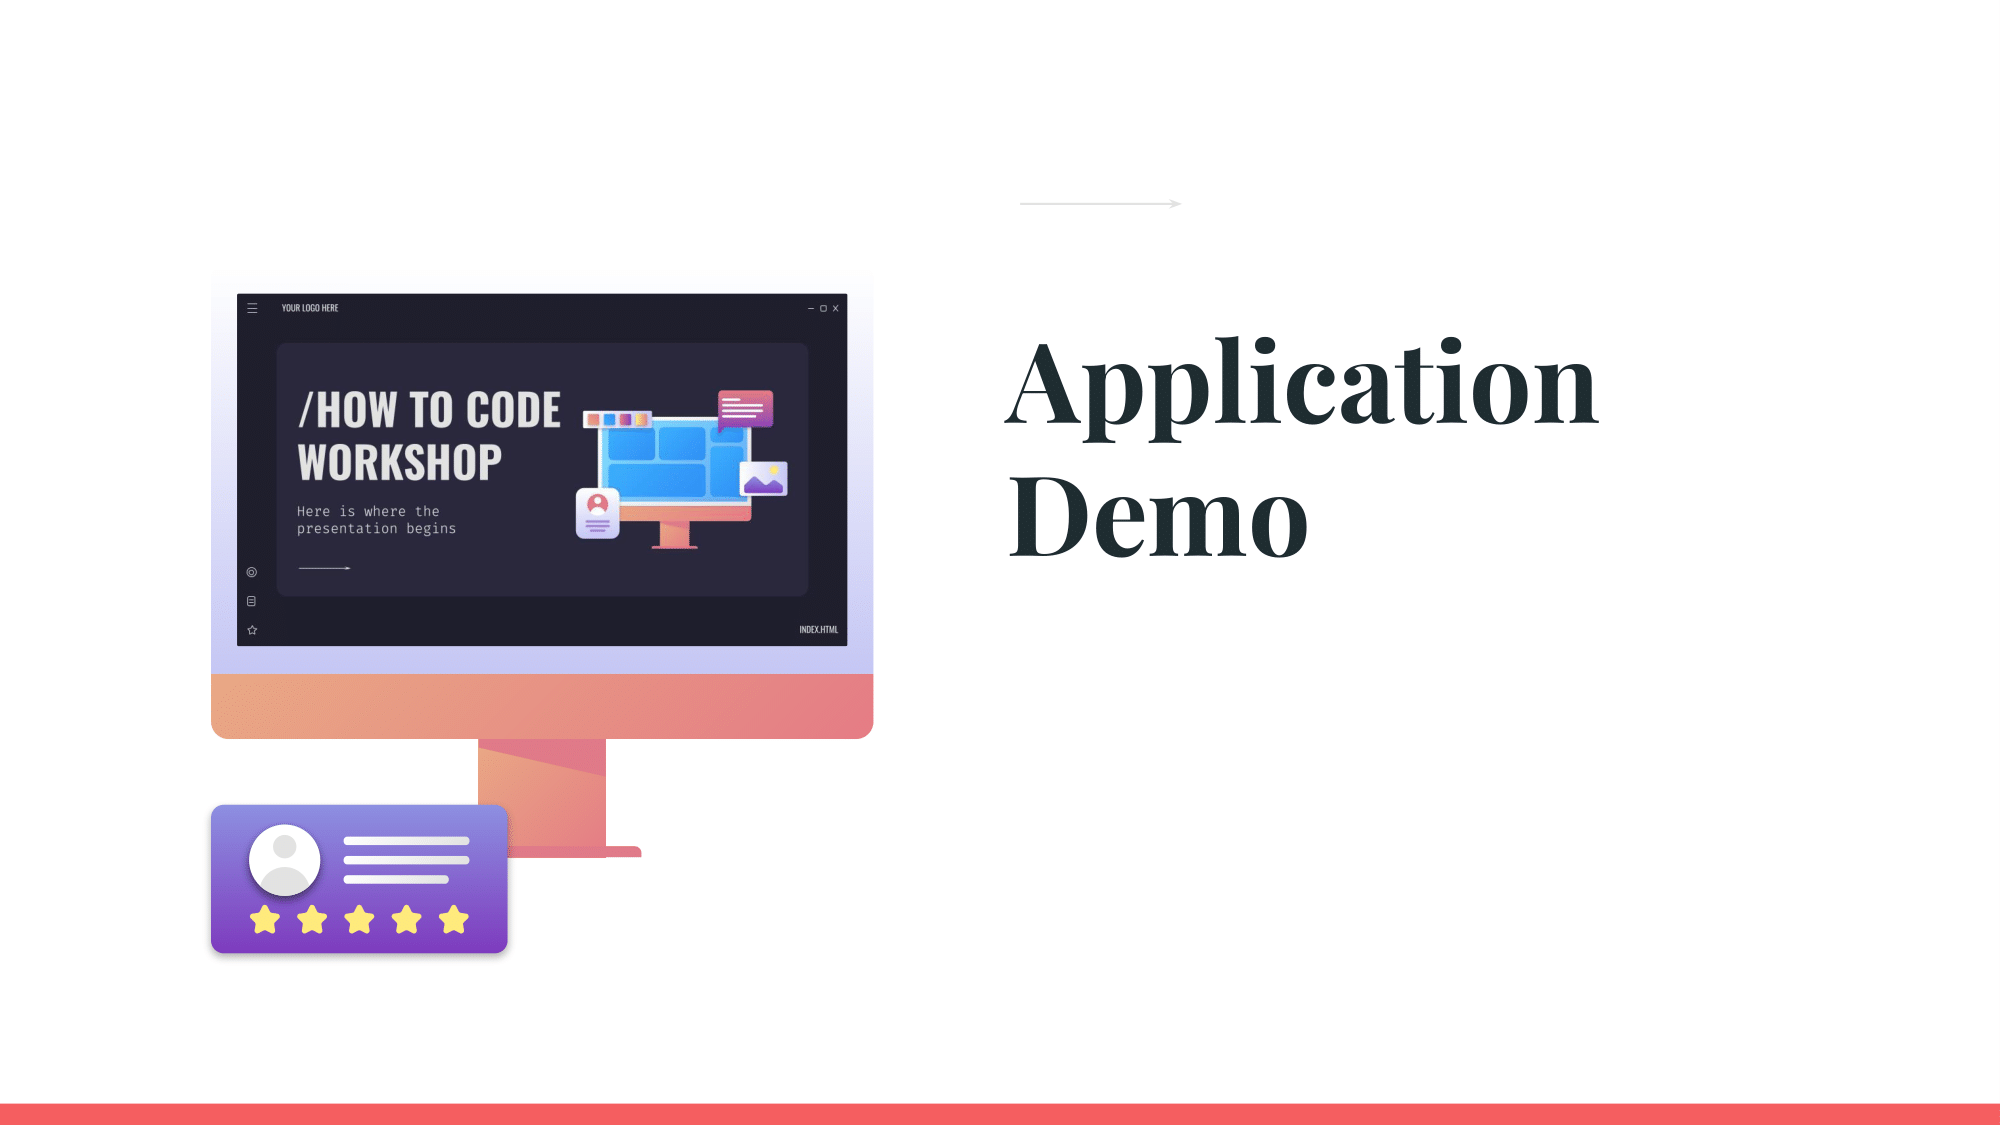 YOUR LOGO HERE
/HOW TO CODE
WORKSHOP
Here is where the
presentation begins
INDEX.HTML
Application
Demo